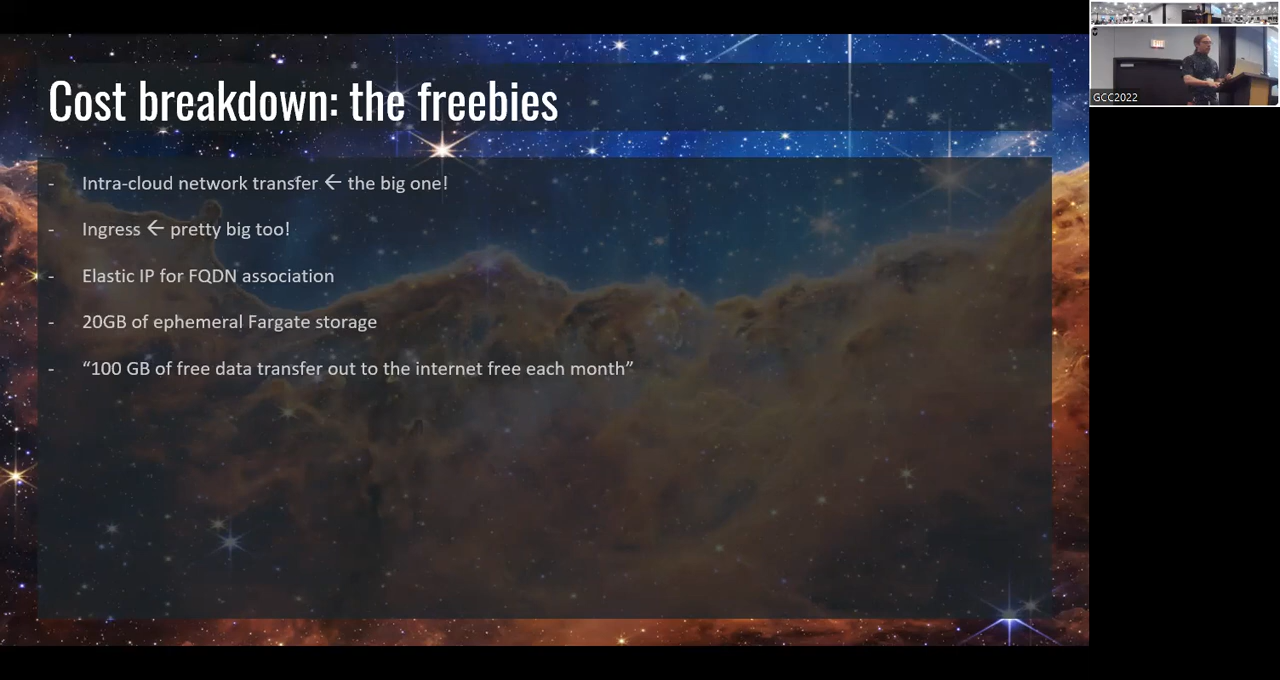 Cost breakdown: the freebies
- Intra-cloud network transfer ← the big one!
- Ingress ← pretty big too!
- Elastic IP for FQDN association
- 20GB of ephemeral Fargate storage
- “100 GB of free data transfer out to the internet free each month”
GCC2022